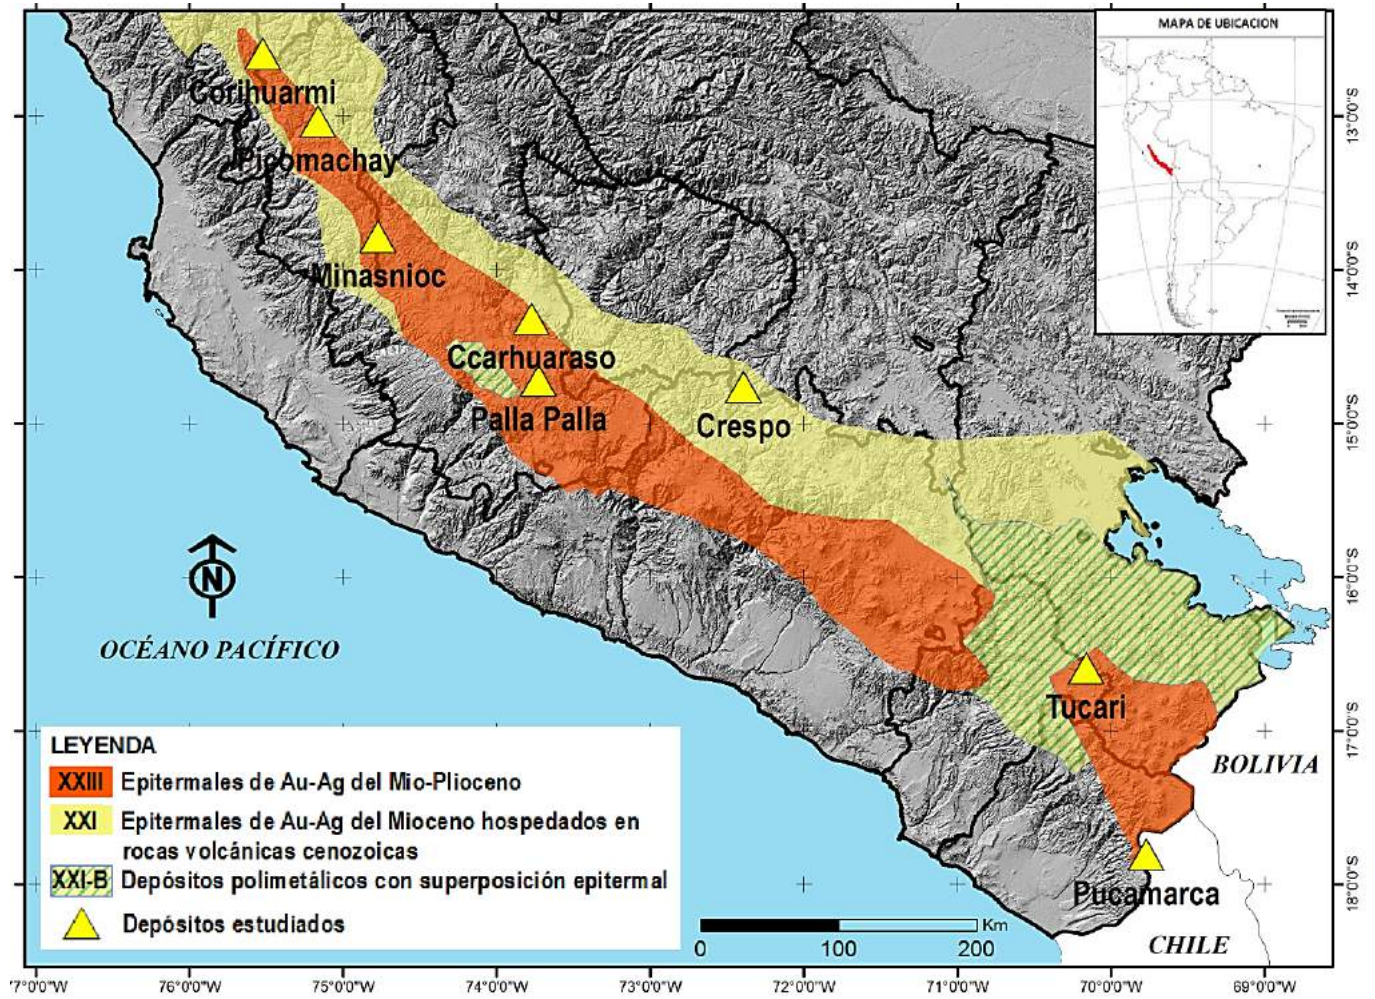 MAPA DE UBICACION
Corihuarmi
Picomachay
Minasnioc
Ccarhuaraso
Palla Palla
Crespo
Tucari
Pucamarca
N
OCÉANO PACÍFICO
BOLIVIA
CHILE
LEYENDA
XXIII Epitermales de Au-Ag del Mio-Plioceno
XXI Epitermales de Au-Ag del Mioceno hospedados en
rocas volcánicas cenozoicas
XXI-B Depósitos polimetálicos con superposición epitermal
Depósitos estudiados
0 100 200 Km
13°0'0"S
14°0'0"S
15°0'0"S
16°0'0"S
17°0'0"S
18°0'0"S
77°0'0"W 76°0'0"W 75°0'0"W 74°0'0"W 73°0'0"W 72°0'0"W 71°0'0"W 70°0'0"W 69°0'0"W